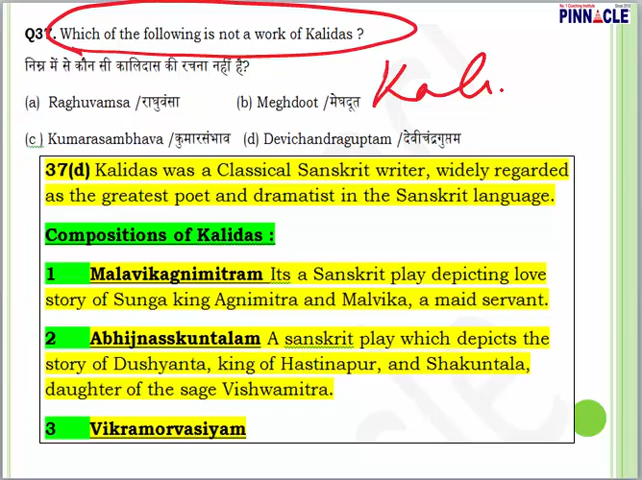 No.1 Coaching Institute Since 2010
PINNACLE
Q37. Which of the following is not a work of Kalidas ?
निम्न में से कौन सी कालिदास की रचना नहीं है?
(a) Raghuvamsa /राघुवंसा (b) Meghdoot /मेघदूत
Kali
(c) Kumarasambhava /कुमारसंभाव (d) Devichandraguptam /देवीचंद्रगुप्तम
37(d) Kalidas was a Classical Sanskrit writer, widely regarded
as the greatest poet and dramatist in the Sanskrit language.
Compositions of Kalidas :
1 Malavikagnimitram Its a Sanskrit play depicting love
story of Sunga king Agnimitra and Malvika, a maid servant.
2 Abhijnasskuntalam A sanskrit play which depicts the
story of Dushyanta, king of Hastinapur, and Shakuntala,
daughter of the sage Vishwamitra.
3 Vikramorvasiyam